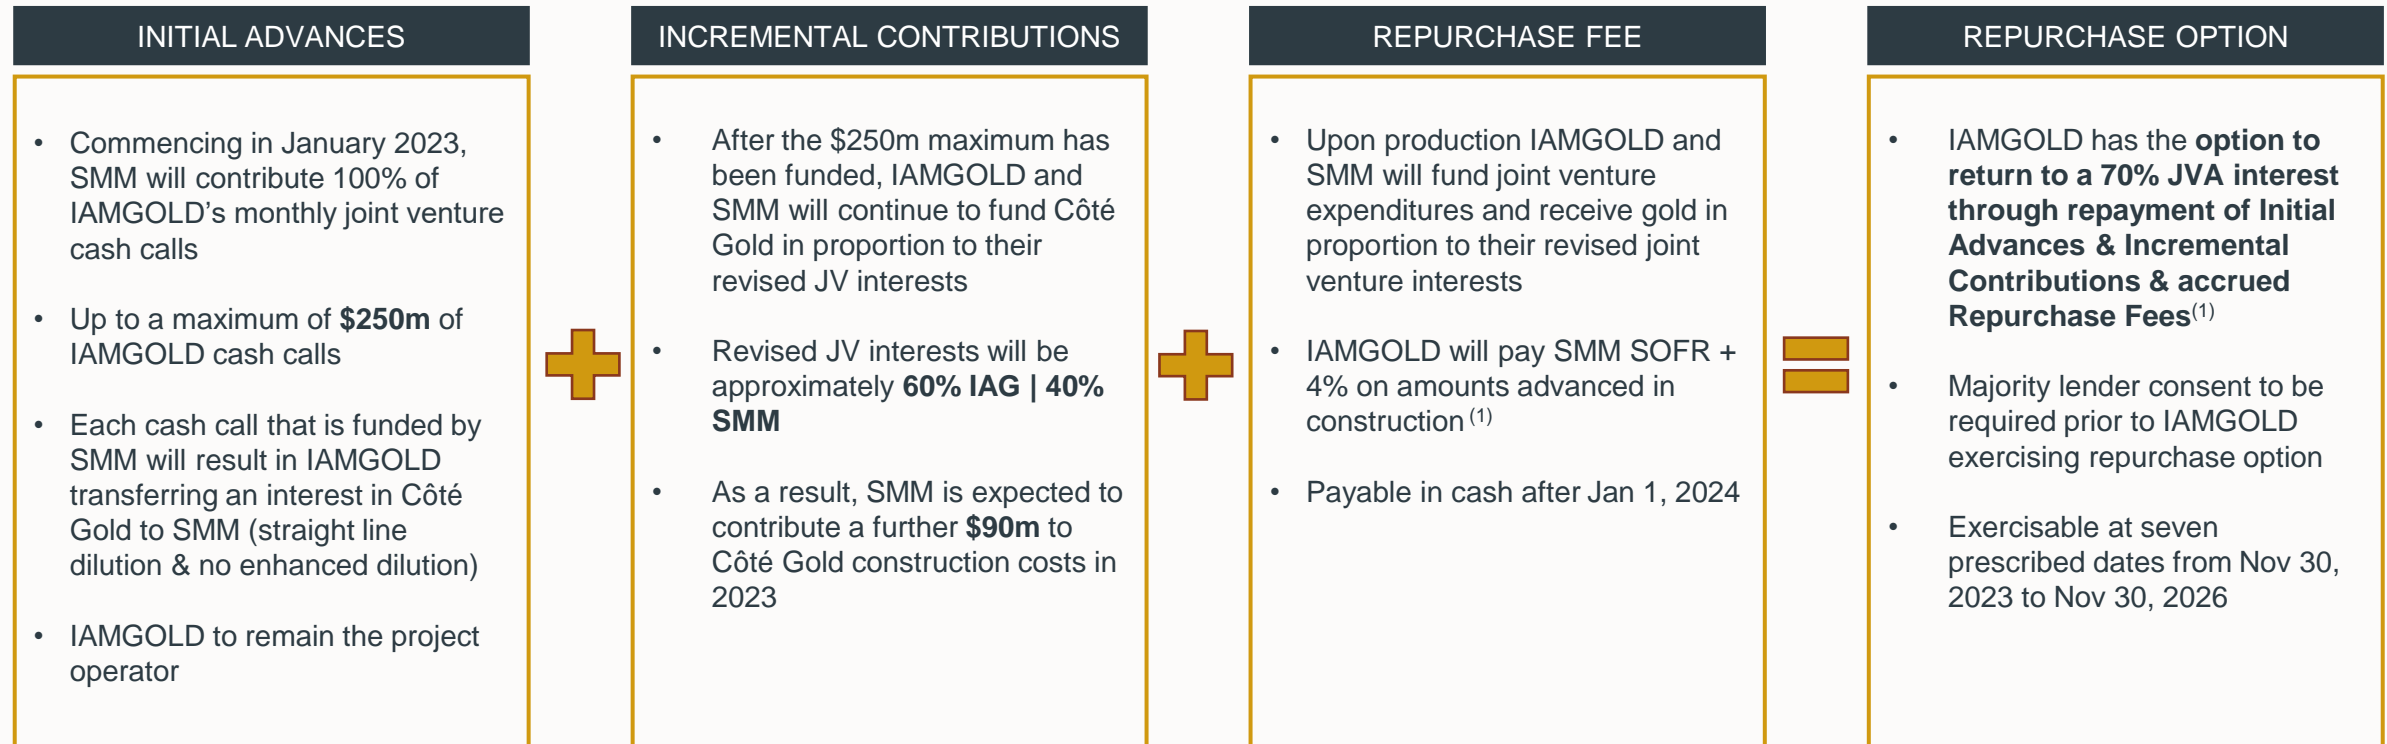 INITIAL ADVANCES
• Commencing in January 2023,
SMM will contribute 100% of
IAMGOLD’s monthly joint venture
cash calls
• Up to a maximum of $250m of
IAMGOLD cash calls
• Each cash call that is funded by
SMM will result in IAMGOLD
transferring an interest in Côté
Gold to SMM (straight line
dilution & no enhanced dilution)
• IAMGOLD to remain the project
operator
INCREMENTAL CONTRIBUTIONS
• After the $250m maximum has
been funded, IAMGOLD and
SMM will continue to fund Côté
Gold in proportion to their
revised JV interests
• Revised JV interests will be
approximately 60% IAG | 40%
SMM
• As a result, SMM is expected to
contribute a further $90m to
Côté Gold construction costs in
2023
REPURCHASE FEE
• Upon production IAMGOLD and
SMM will fund joint venture
expenditures and receive gold in
proportion to their revised joint
venture interests
• IAMGOLD will pay SMM SOFR +
4% on amounts advanced in
construction (1)
• Payable in cash after Jan 1, 2024
REPURCHASE OPTION
• IAMGOLD has the option to
return to a 70% JVA interest
through repayment of Initial
Advances & Incremental
Contributions & accrued
Repurchase Fees(1)
• Majority lender consent to be
required prior to IAMGOLD
exercising repurchase option
• Exercisable at seven
prescribed dates from Nov 30,
2023 to Nov 30, 2026